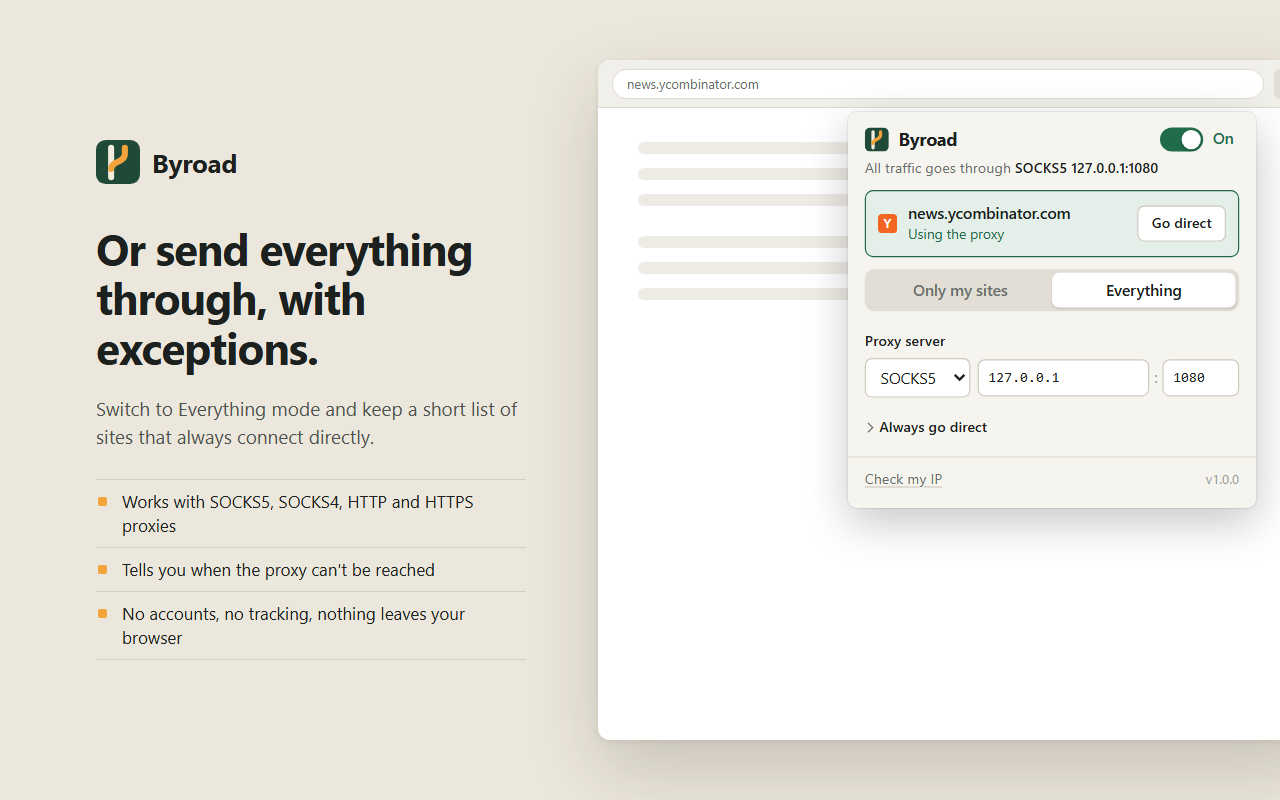 Byroad
Or send everything
through, with
exceptions.
Switch to Everything mode and keep a short list of
sites that always connect directly.
Works with SOCKS5, SOCKS4, HTTP and HTTPS
proxies
Tells you when the proxy can't be reached
No accounts, no tracking, nothing leaves your
browser
news.ycombinator.com
Byroad
On
All traffic goes through SOCKS5 127.0.0.1:1080
Y
news.ycombinator.com
Using the proxy
Go direct
Only my sites
Everything
Proxy server
SOCKS5
127.0.0.1
:
1080
Always go direct
Check my IP
v1.0.0